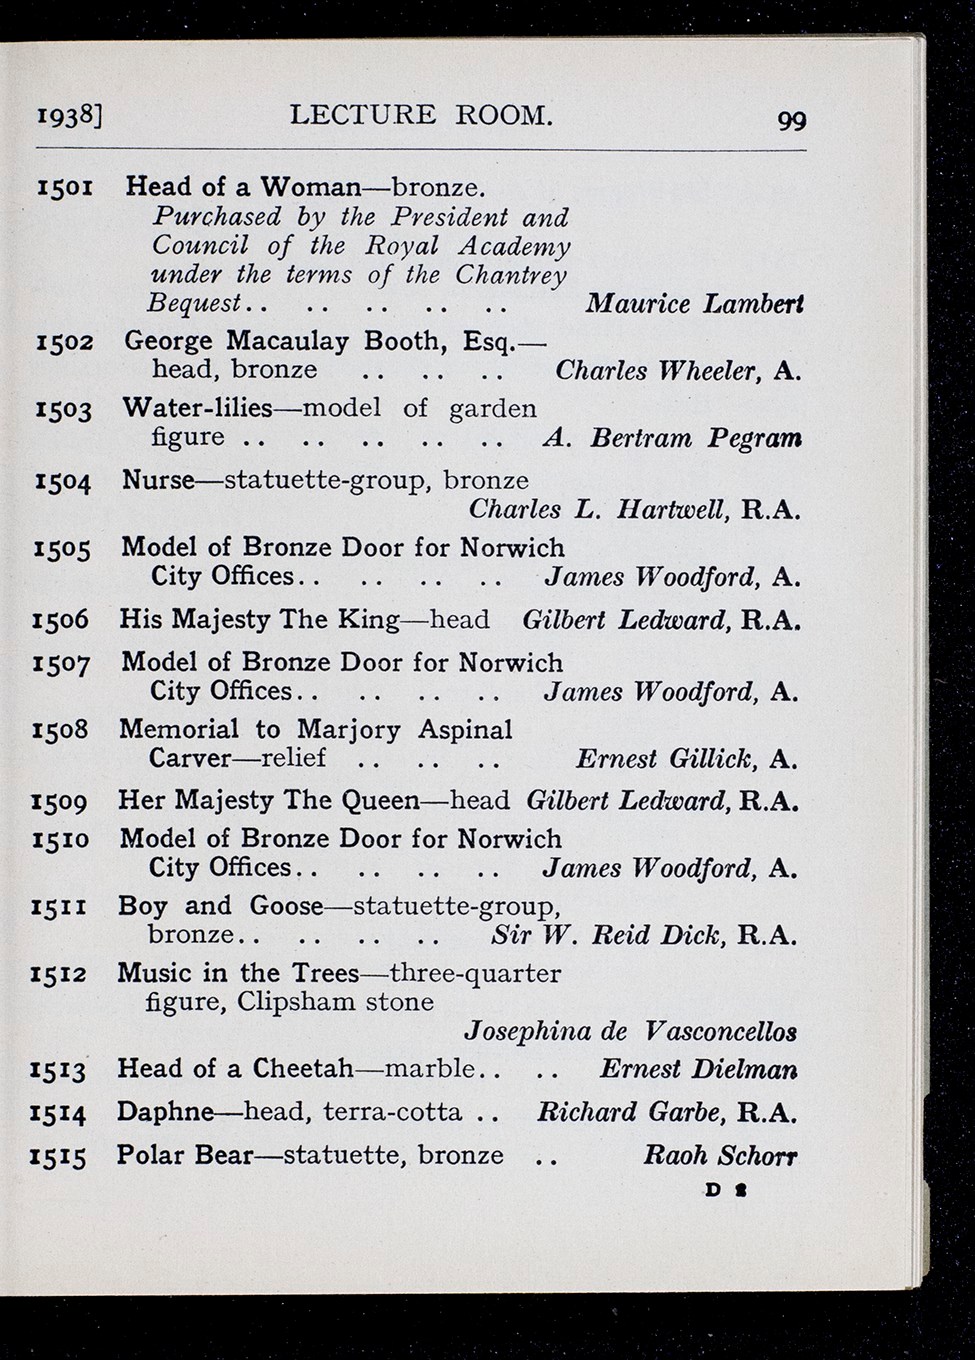 1938] LECTURE ROOM. 99
1501 Head of a Woman—bronze.
Purchased by the President and
Council of the Royal Academy
under the terms of the Chantrey
Bequest.. .. .. .. .. Maurice Lambert
1502 George Macaulay Booth, Esq.—
head, bronze .. .. .. Charles Wheeler, A.
1503 Water-lilies—model of garden
figure .. .. .. .. .. A. Bertram Pegram
1504 Nurse—statuette-group, bronze
Charles L. Hartwell, R.A.
1505 Model of Bronze Door for Norwich
City Offices.. .. .. .. James Woodford, A.
1506 His Majesty The King—head Gilbert Ledward, R.A.
1507 Model of Bronze Door for Norwich
City Offices.. .. .. .. James Woodford, A.
1508 Memorial to Marjory Aspinal
Carver—relief .. .. .. Ernest Gillick, A.
1509 Her Majesty The Queen—head Gilbert Ledward, R.A.
1510 Model of Bronze Door for Norwich
City Offices.. .. .. .. James Woodford, A.
1511 Boy and Goose—statuette-group,
bronze.. .. .. .. Sir W. Reid Dick, R.A.
1512 Music in the Trees—three-quarter
figure, Clipsham stone
Josephina de Vasconcellos
1513 Head of a Cheetah—marble.. .. Ernest Dielman
1514 Daphne—head, terra-cotta .. Richard Garbe, R.A.
1515 Polar Bear—statuette, bronze .. Raoh Schorr
D